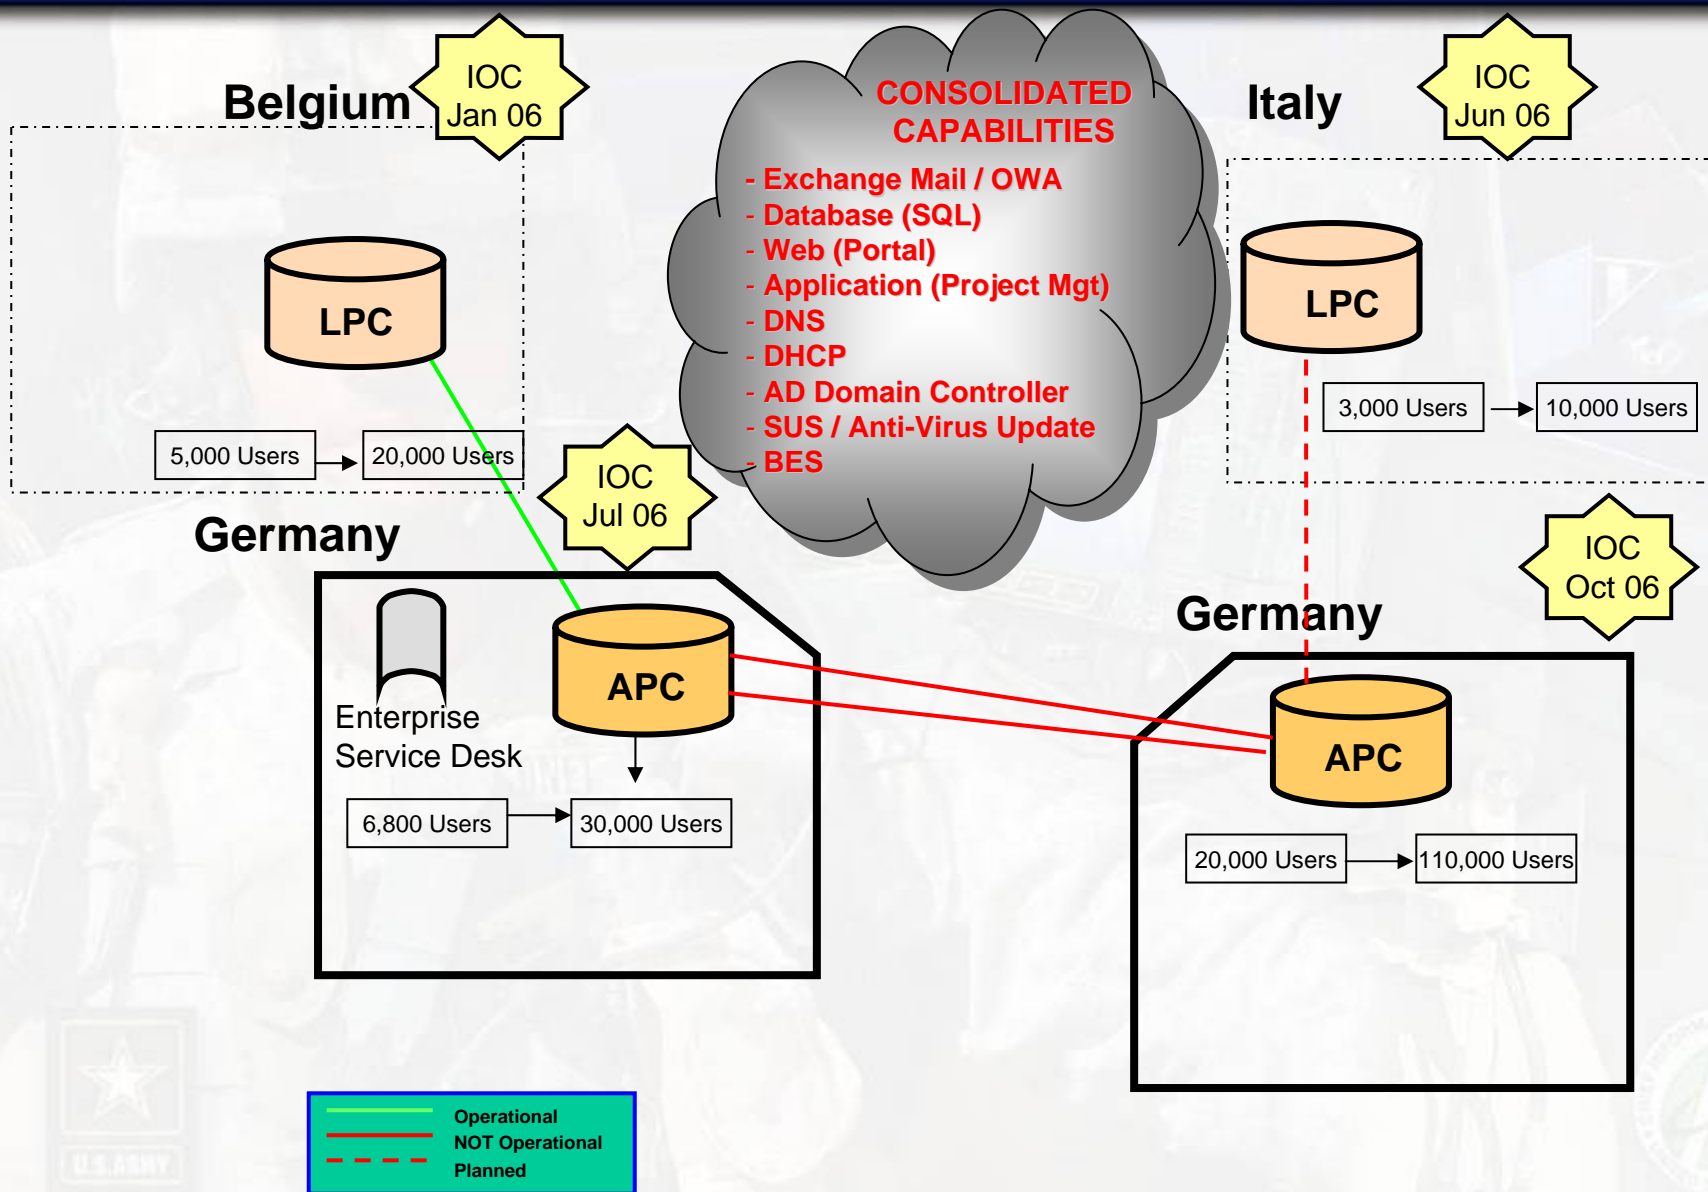 Belgium
IOC
Jan 06
LPC
5,000 Users
20,000 Users
CONSOLIDATED
CAPABILITIES
- Exchange Mail / OWA
- Database (SQL)
- Web (Portal)
- Application (Project Mgt)
- DNS
- DHCP
- AD Domain Controller
- SUS / Anti-Virus Update
- BES
Italy
IOC
Jun 06
LPC
3,000 Users
10,000 Users
Germany
IOC
Jul 06
Enterprise
Service Desk
APC
6,800 Users
30,000 Users
Germany
IOC
Oct 06
APC
20,000 Users
110,000 Users
Operational
NOT Operational
Planned
U.S.ARMY